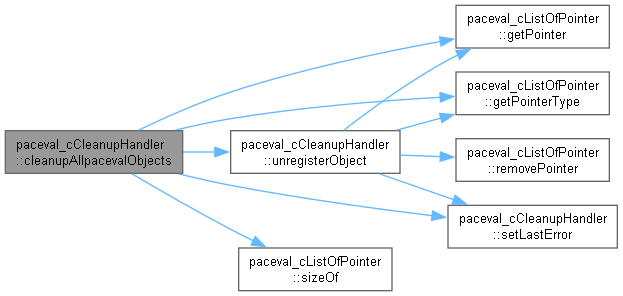 paceval_cCleanupHandler
::cleanupAllpacevalObjects
paceval_cListOfPointer
::getPointer
paceval_cListOfPointer
::getPointerType
paceval_cCleanupHandler
::unregisterObject
paceval_cListOfPointer
::removePointer
paceval_cCleanupHandler
::setLastError
paceval_cListOfPointer
::sizeOf